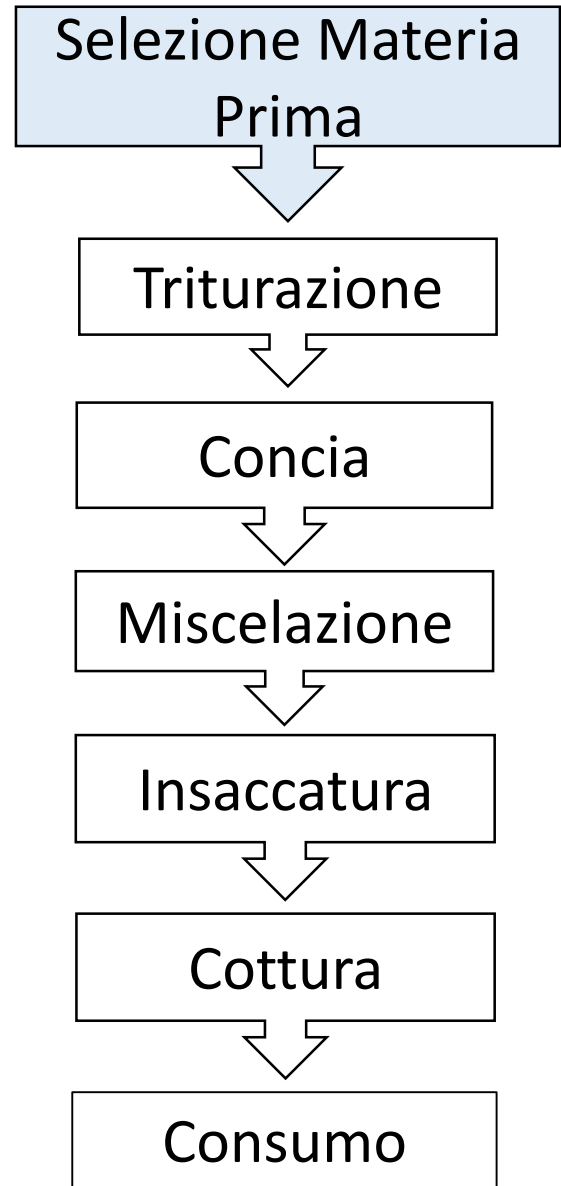 Selezione Materia
Prima
Triturazione
Concia
Miscelazione
Insaccatura
Cottura
Consumo